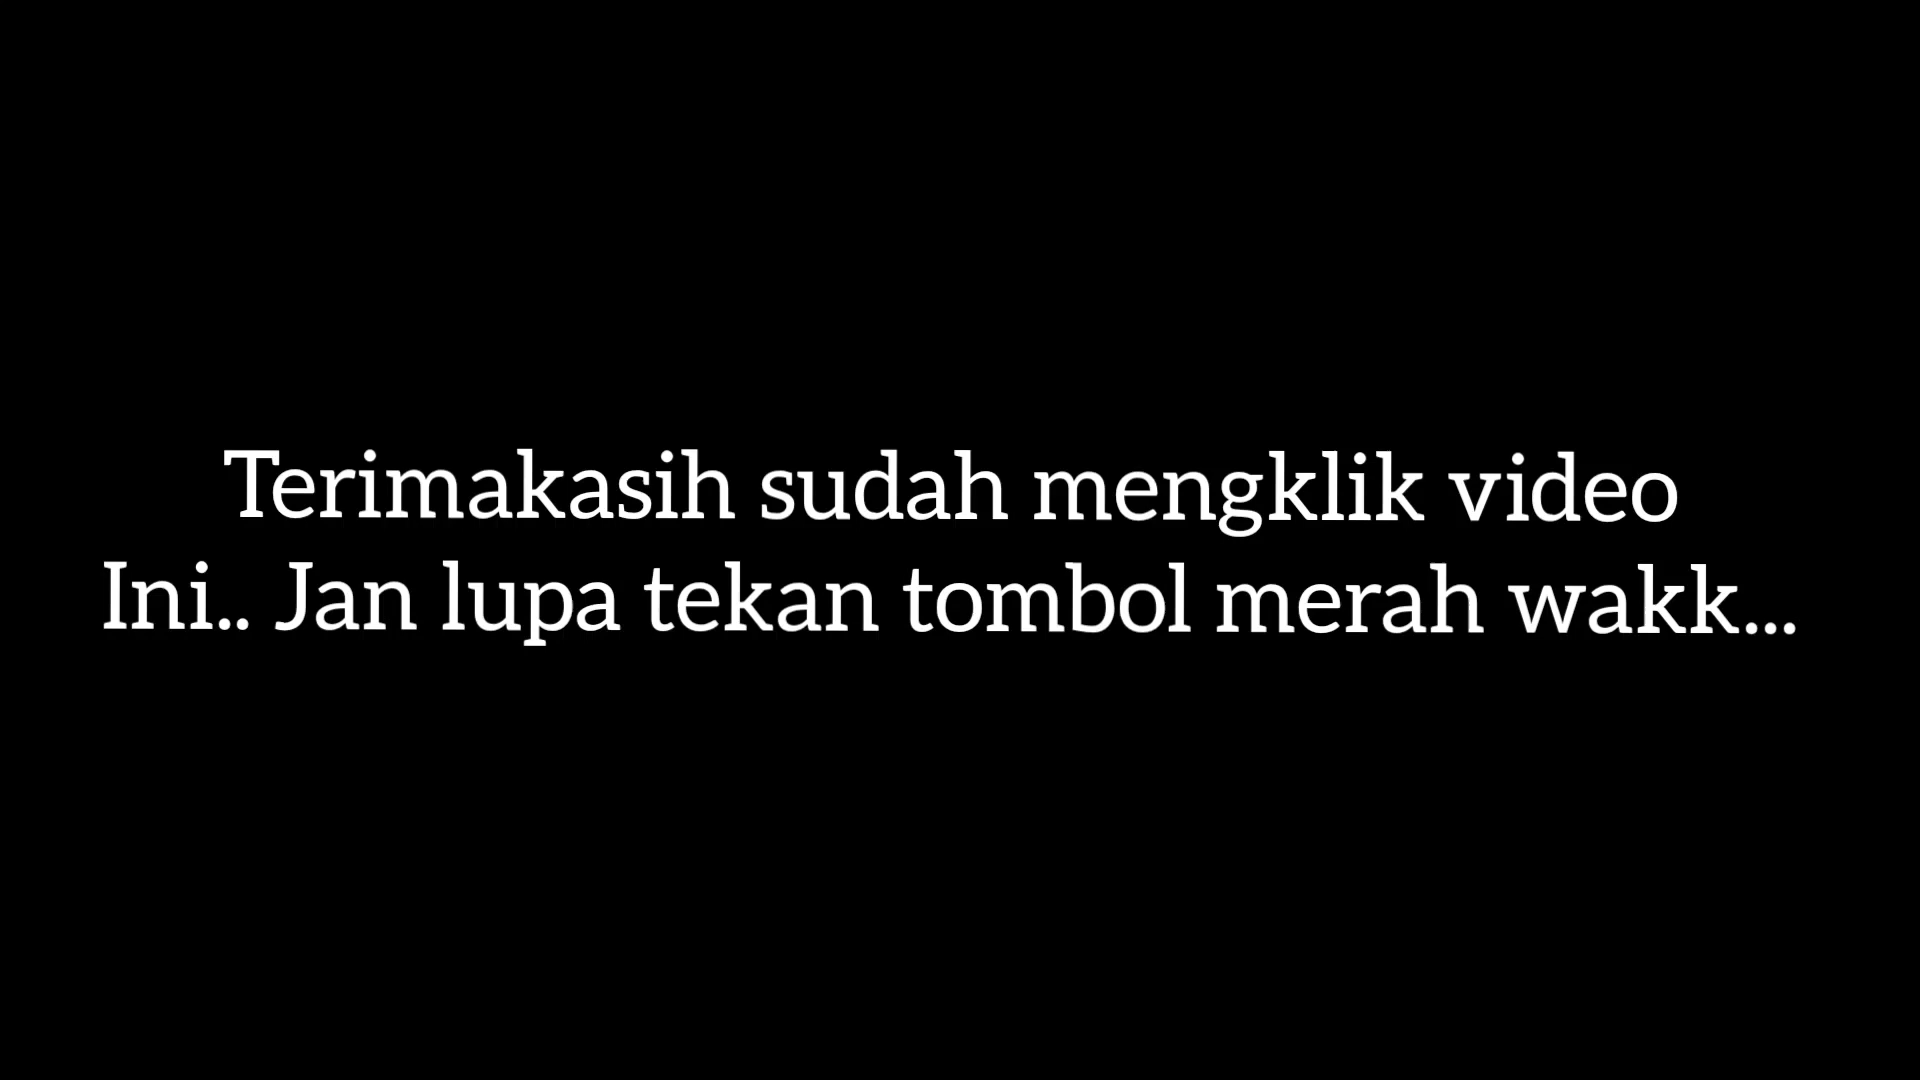 Terimakasih sudah mengklik video
Ini.. Jan lupa tekan tombol merah wakk...